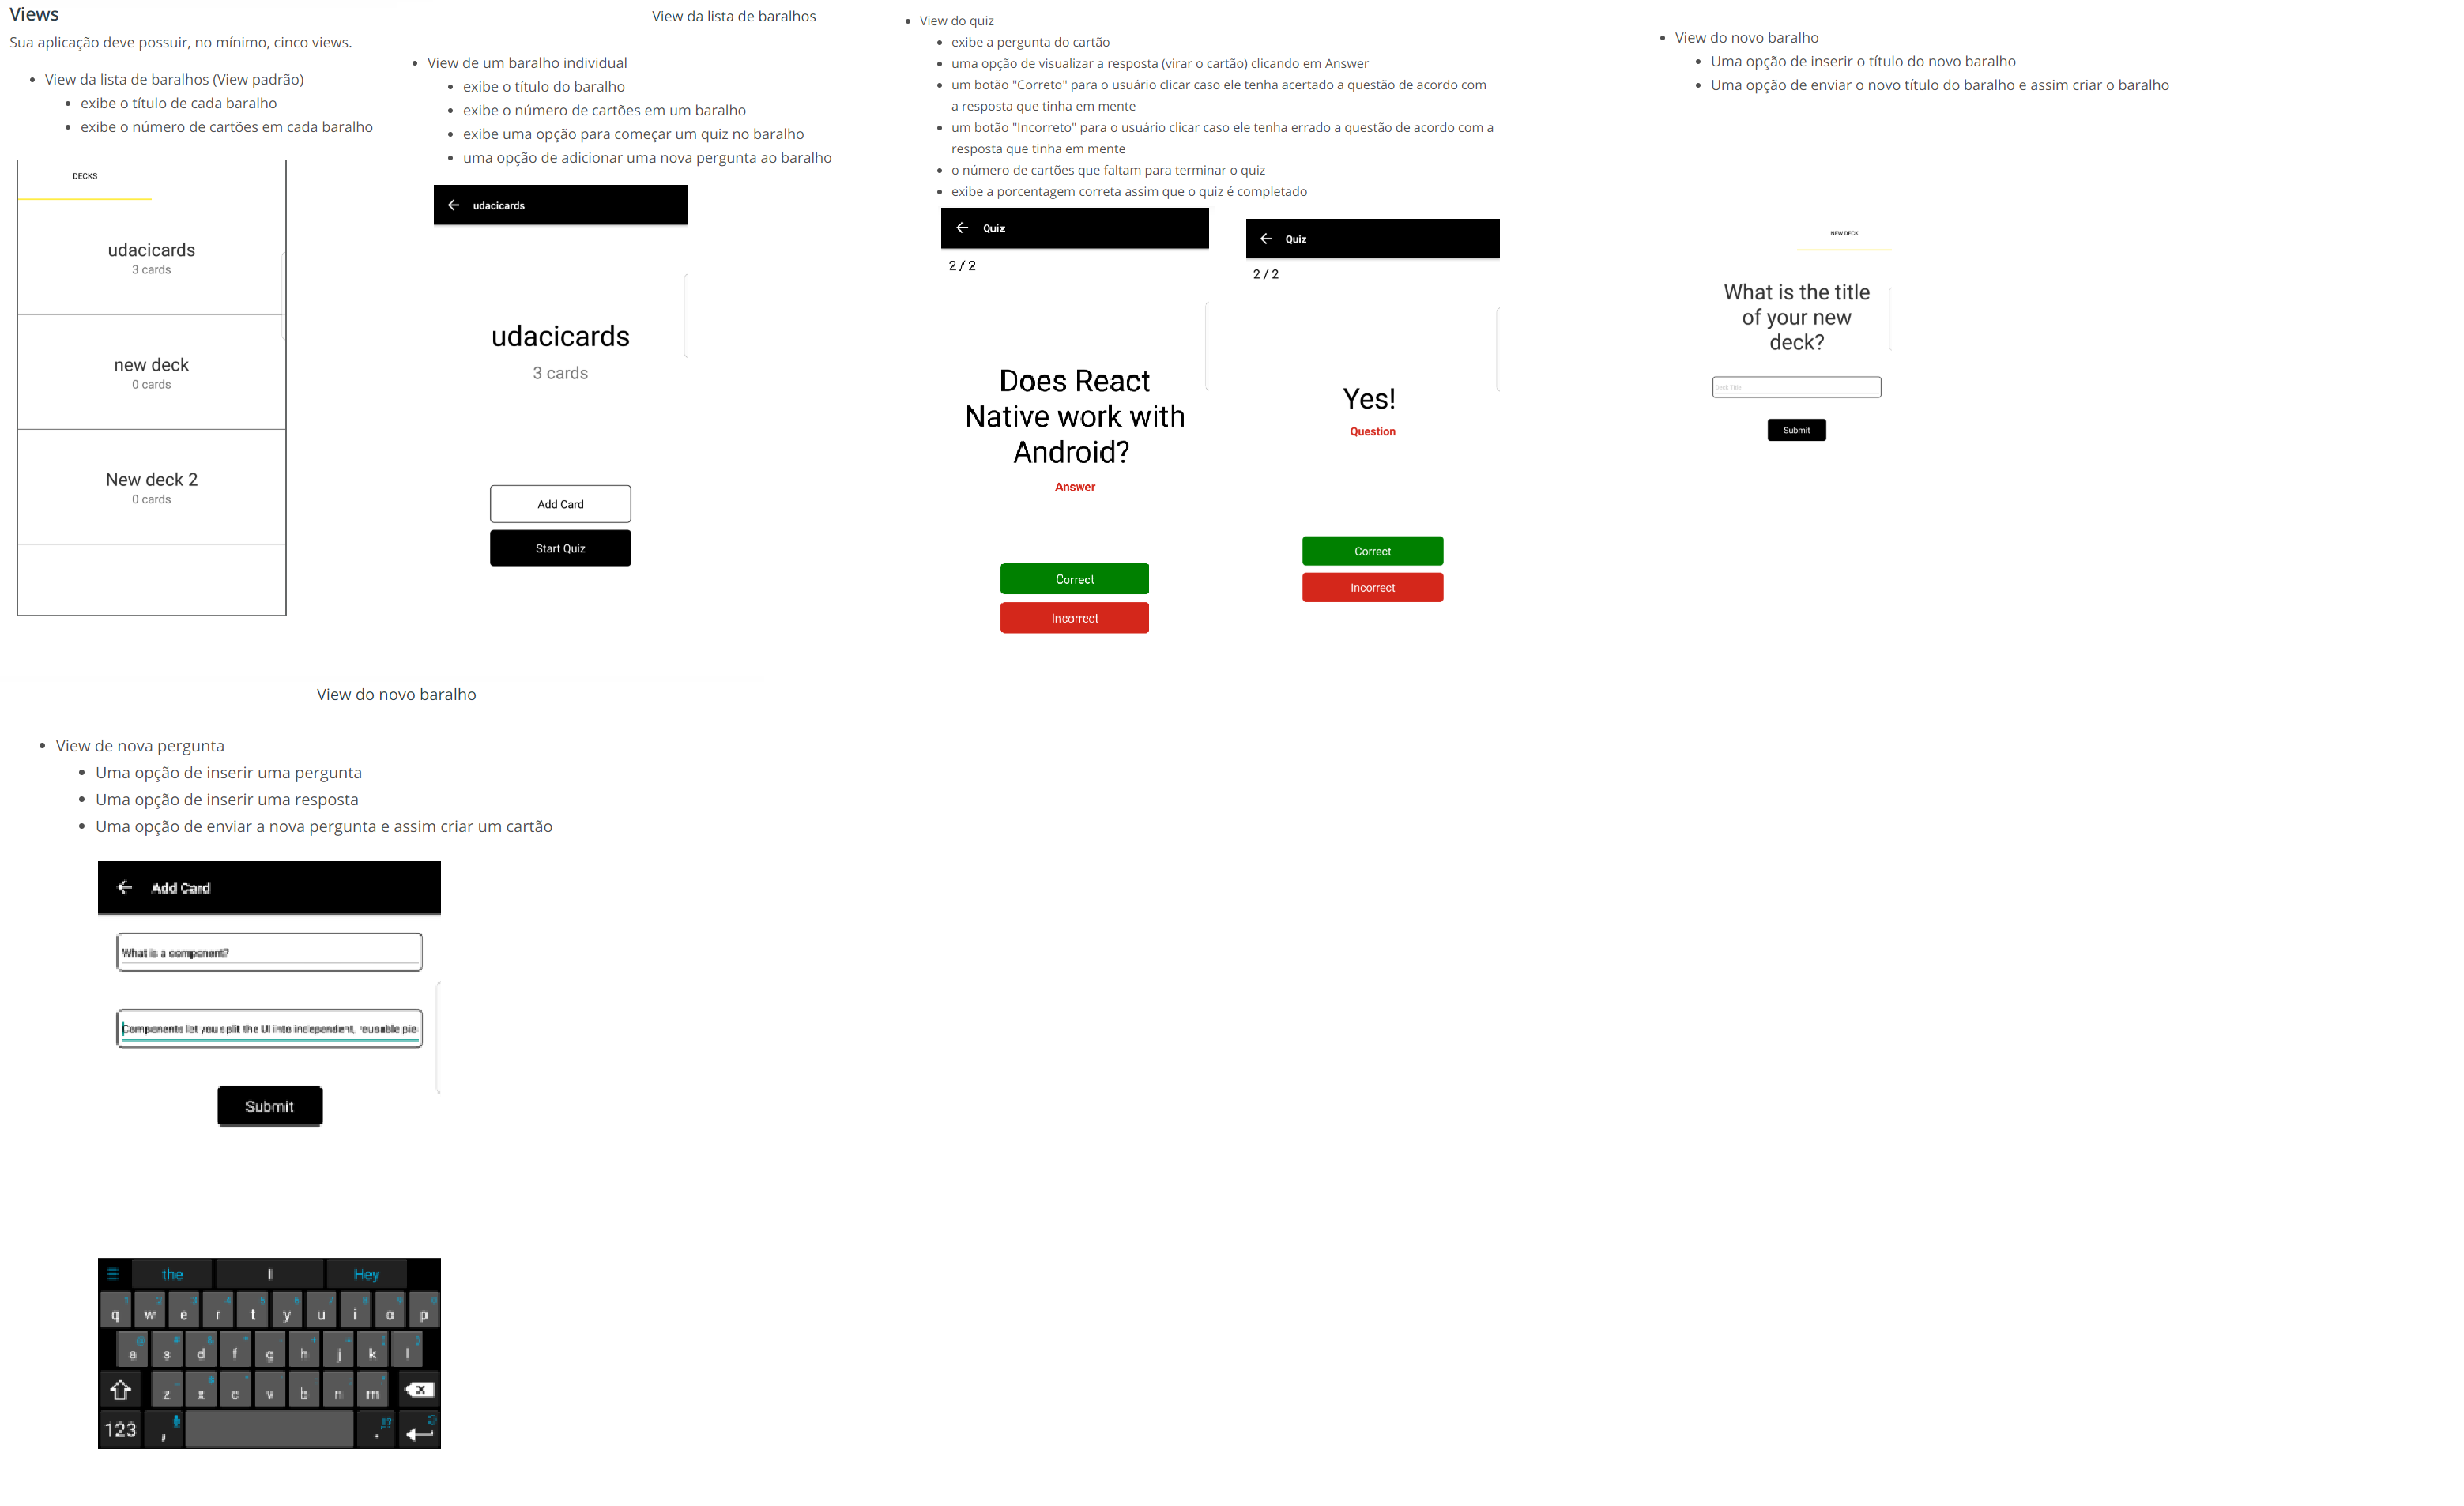 Views
Sua aplicação deve possuir, no mínimo, cinco views.
View da lista de baralhos (View padrão)
exibe o título de cada baralho
exibe o número de cartões em cada baralho
DECKS
udacicards
3 cards
new deck
0 cards
New deck 2
0 cards
View da lista de baralhos
View de um baralho individual
exibe o título do baralho
exibe o número de cartões em um baralho
exibe uma opção para começar um quiz no baralho
uma opção de adicionar uma nova pergunta ao baralho
udacicards
udacicards
3 cards
Add Card
Start Quiz
View do quiz
exibe a pergunta do cartão
uma opção de visualizar a resposta (virar o cartão) clicando em Answer
um botão "Correto" para o usuário clicar caso ele tenha acertado a questão de acordo com
a resposta que tinha em mente
um botão "Incorreto" para o usuário clicar caso ele tenha errado a questão de acordo com a
resposta que tinha em mente
o número de cartões que faltam para terminar o quiz
exibe a porcentagem correta assim que o quiz é completado
Quiz
2 / 2
Does React
Native work with
Android?
Answer
Correct
Incorrect
Quiz
2 / 2
Yes!
Question
Correct
Incorrect
View do novo baralho
Uma opção de inserir o título do novo baralho
Uma opção de enviar o novo título do baralho e assim criar o baralho
NEW DECK
What is the title
of your new
deck?
Deck Title
Submit
View do novo baralho
View de nova pergunta
Uma opção de inserir uma pergunta
Uma opção de inserir uma resposta
Uma opção de enviar a nova pergunta e assim criar um cartão
Add Card
What is a component?
Components let you split the UI into independent, reusable pie
Submit
the I Hey
q w e r t y u i o p
a s d f g h j k l
z x c v b n m
123 , .